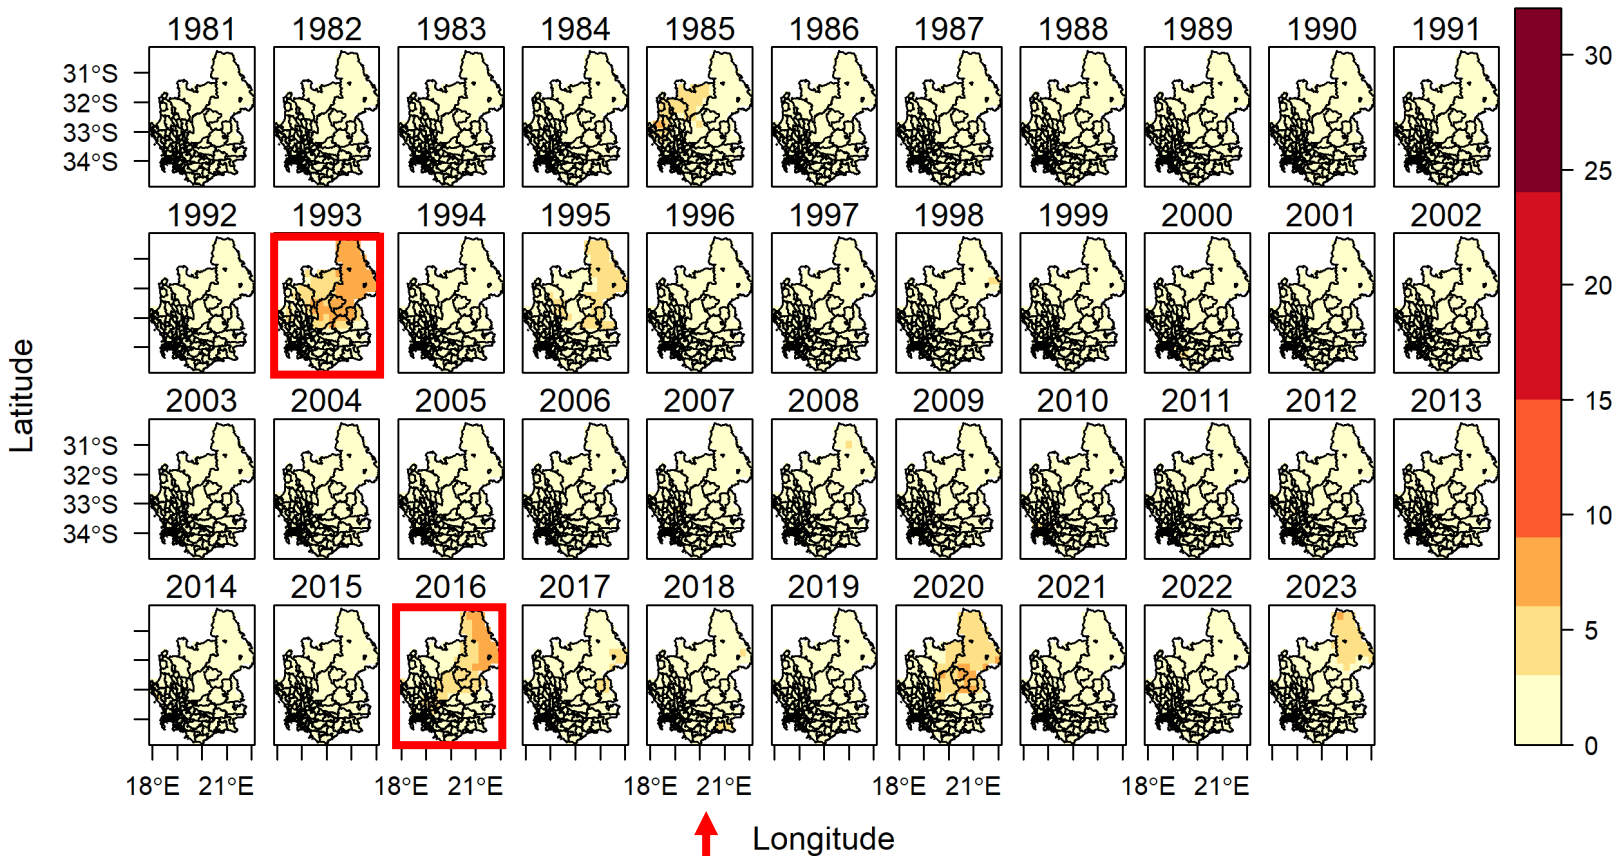 1981 1982 1983 1984 1985 1986 1987 1988 1989 1990 1991
31°S
32°S
33°S
34°S
1992 1993 1994 1995 1996 1997 1998 1999 2000 2001 2002
2003 2004 2005 2006 2007 2008 2009 2010 2011 2012 2013
31°S
32°S
33°S
34°S
2014 2015 2016 2017 2018 2019 2020 2021 2022 2023
18°E 21°E 18°E 21°E 18°E 21°E 18°E 21°E 18°E 21°E
Latitude
Longitude
30
25
20
15
10
5
0